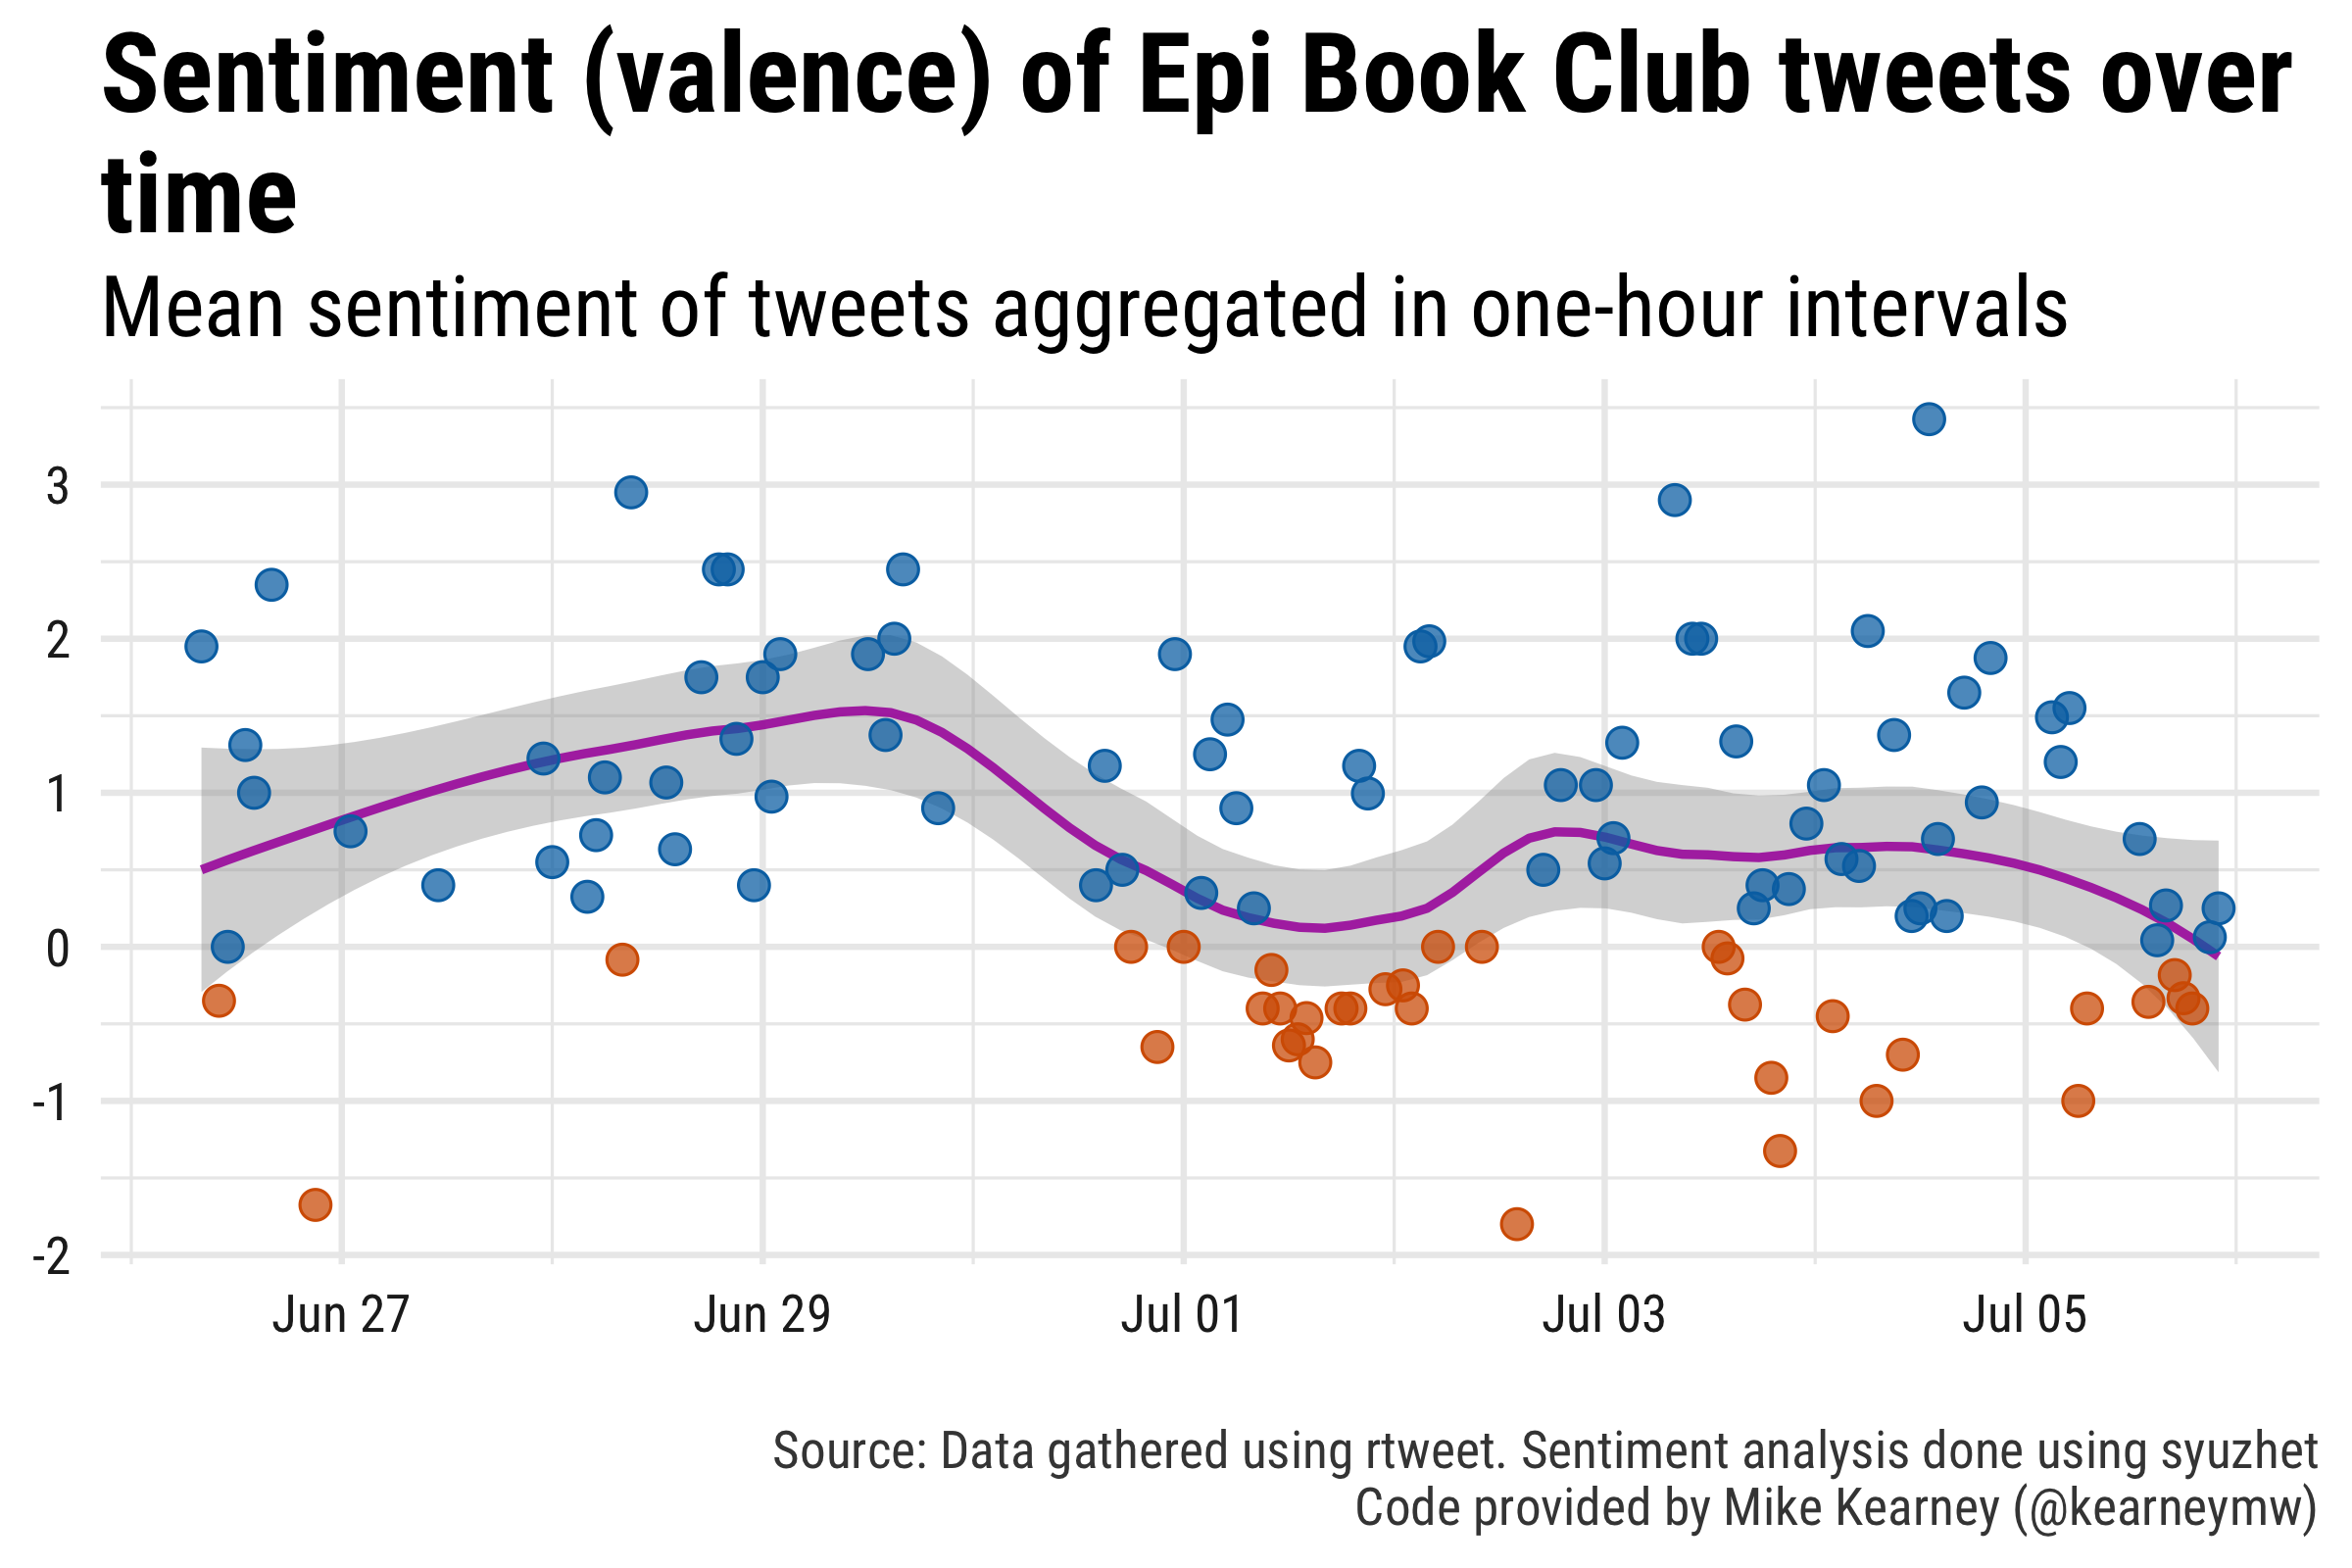 Sentiment (valence) of Epi Book Club tweets over
time
Mean sentiment of tweets aggregated in one-hour intervals
3
2
1
0
-1
-2
Jun 27
Jun 29
Jul 01
Jul 03
Jul 05
Source: Data gathered using rtweet. Sentiment analysis done using syuzhet
Code provided by Mike Kearney (@kearneymw)